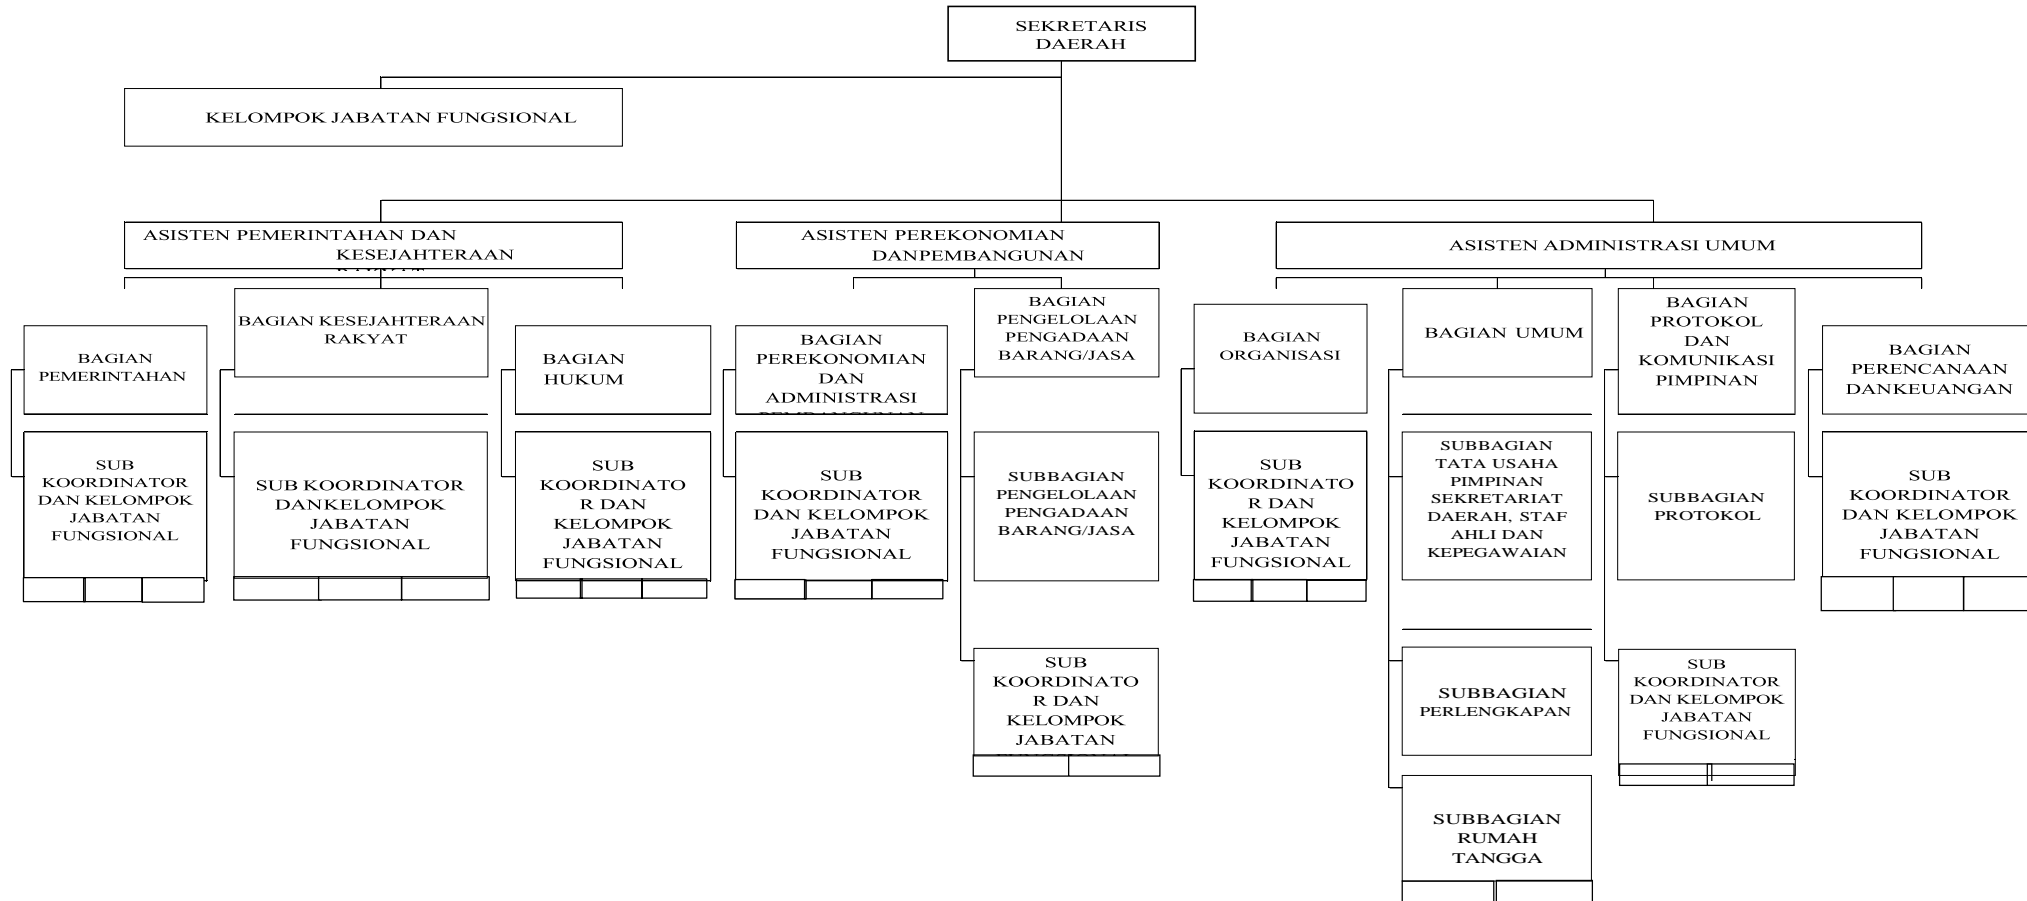 SEKRETARIS
DAERAH
KELOMPOK JABATAN FUNGSIONAL
ASISTEN PEMERINTAHAN DAN
KESEJAHTERAAN
ASISTEN PEREKONOMIAN
DANPEMBANGUNAN
ASISTEN ADMINISTRASI UMUM
BAGIAN
PEMERINTAHAN
BAGIAN KESEJAHTERAAN
RAKYAT
BAGIAN
HUKUM
BAGIAN
PEREKONOMIAN
DAN
ADMINISTRASI
BAGIAN
PENGELOLAAN
PENGADAAN
BARANG/JASA
BAGIAN
ORGANISASI
BAGIAN UMUM
BAGIAN
PROTOKOL
DAN
KOMUNIKASI
PIMPINAN
BAGIAN
PERENCANAAN
DANKEUANGAN
SUB
KOORDINATOR
DAN KELOMPOK
JABATAN
FUNGSIONAL
SUB KOORDINATOR
DANKELOMPOK
JABATAN
FUNGSIONAL
SUB
KOORDINATO
R DAN
KELOMPOK
JABATAN
FUNGSIONAL
SUB
KOORDINATOR
DAN KELOMPOK
JABATAN
FUNGSIONAL
SUBBAGIAN
PENGELOLAAN
PENGADAAN
BARANG/JASA
SUB
KOORDINATO
R DAN
KELOMPOK
JABATAN
FUNGSIONAL
SUBBAGIAN
TATA USAHA
PIMPINAN
SEKRETARIAT
DAERAH, STAF
AHLI DAN
KEPEGAWAIAN
SUBBAGIAN
PROTOKOL
SUB
KOORDINATOR
DAN KELOMPOK
JABATAN
FUNGSIONAL
SUB
KOORDINATO
R DAN
KELOMPOK
JABATAN
SUBBAGIAN
PERLENGKAPAN
SUB
KOORDINATOR
DAN KELOMPOK
JABATAN
FUNGSIONAL
SUBBAGIAN
RUMAH
TANGGA